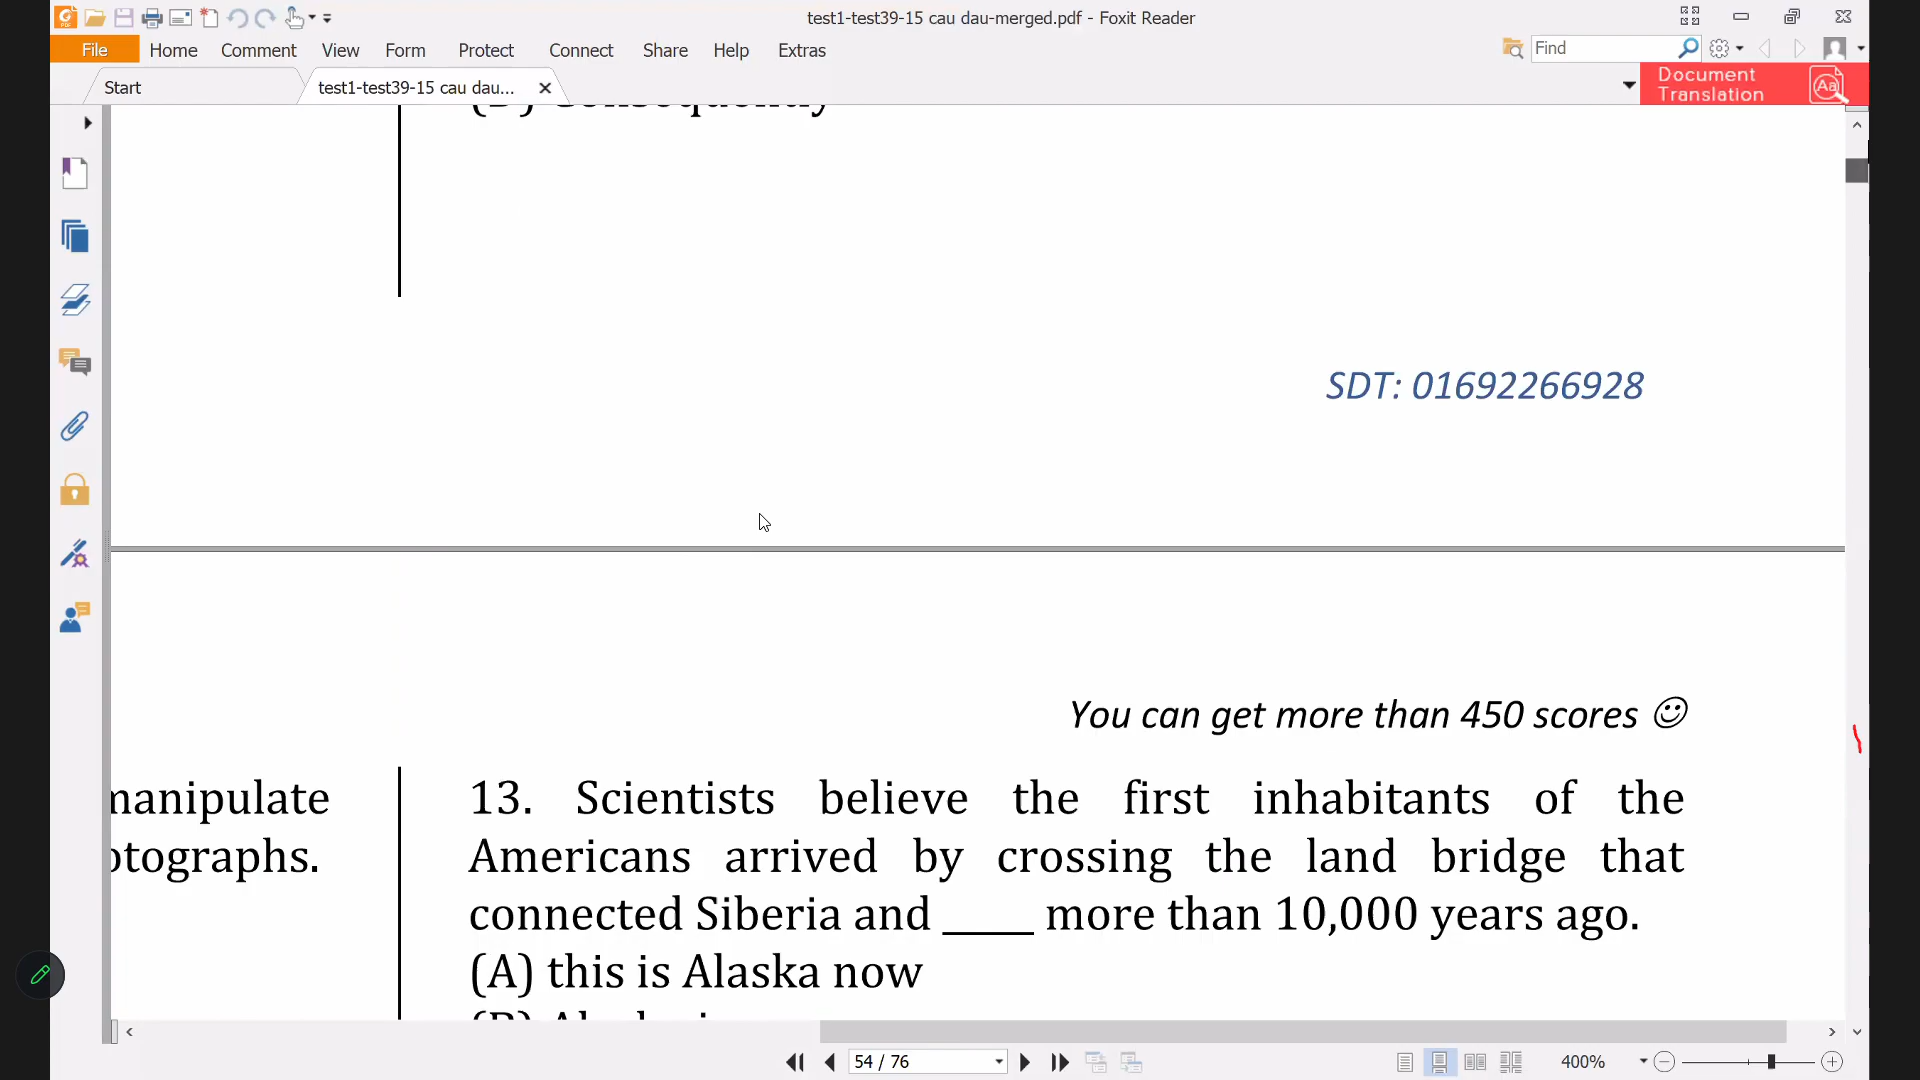 test1-test39-15 cau dau-merged.pdf - Foxit Reader
File Home Comment View Form Protect Connect Share Help Extras
Find
Start
test1-test39-15 cau dau...
Document
Translation
SDT: 01692266928
You can get more than 450 scores ☺
manipulate
otographs.
13. Scientists believe the first inhabitants of the
Americans arrived by crossing the land bridge that
connected Siberia and _____ more than 10,000 years ago.
(A) this is Alaska now
54 / 76
400%